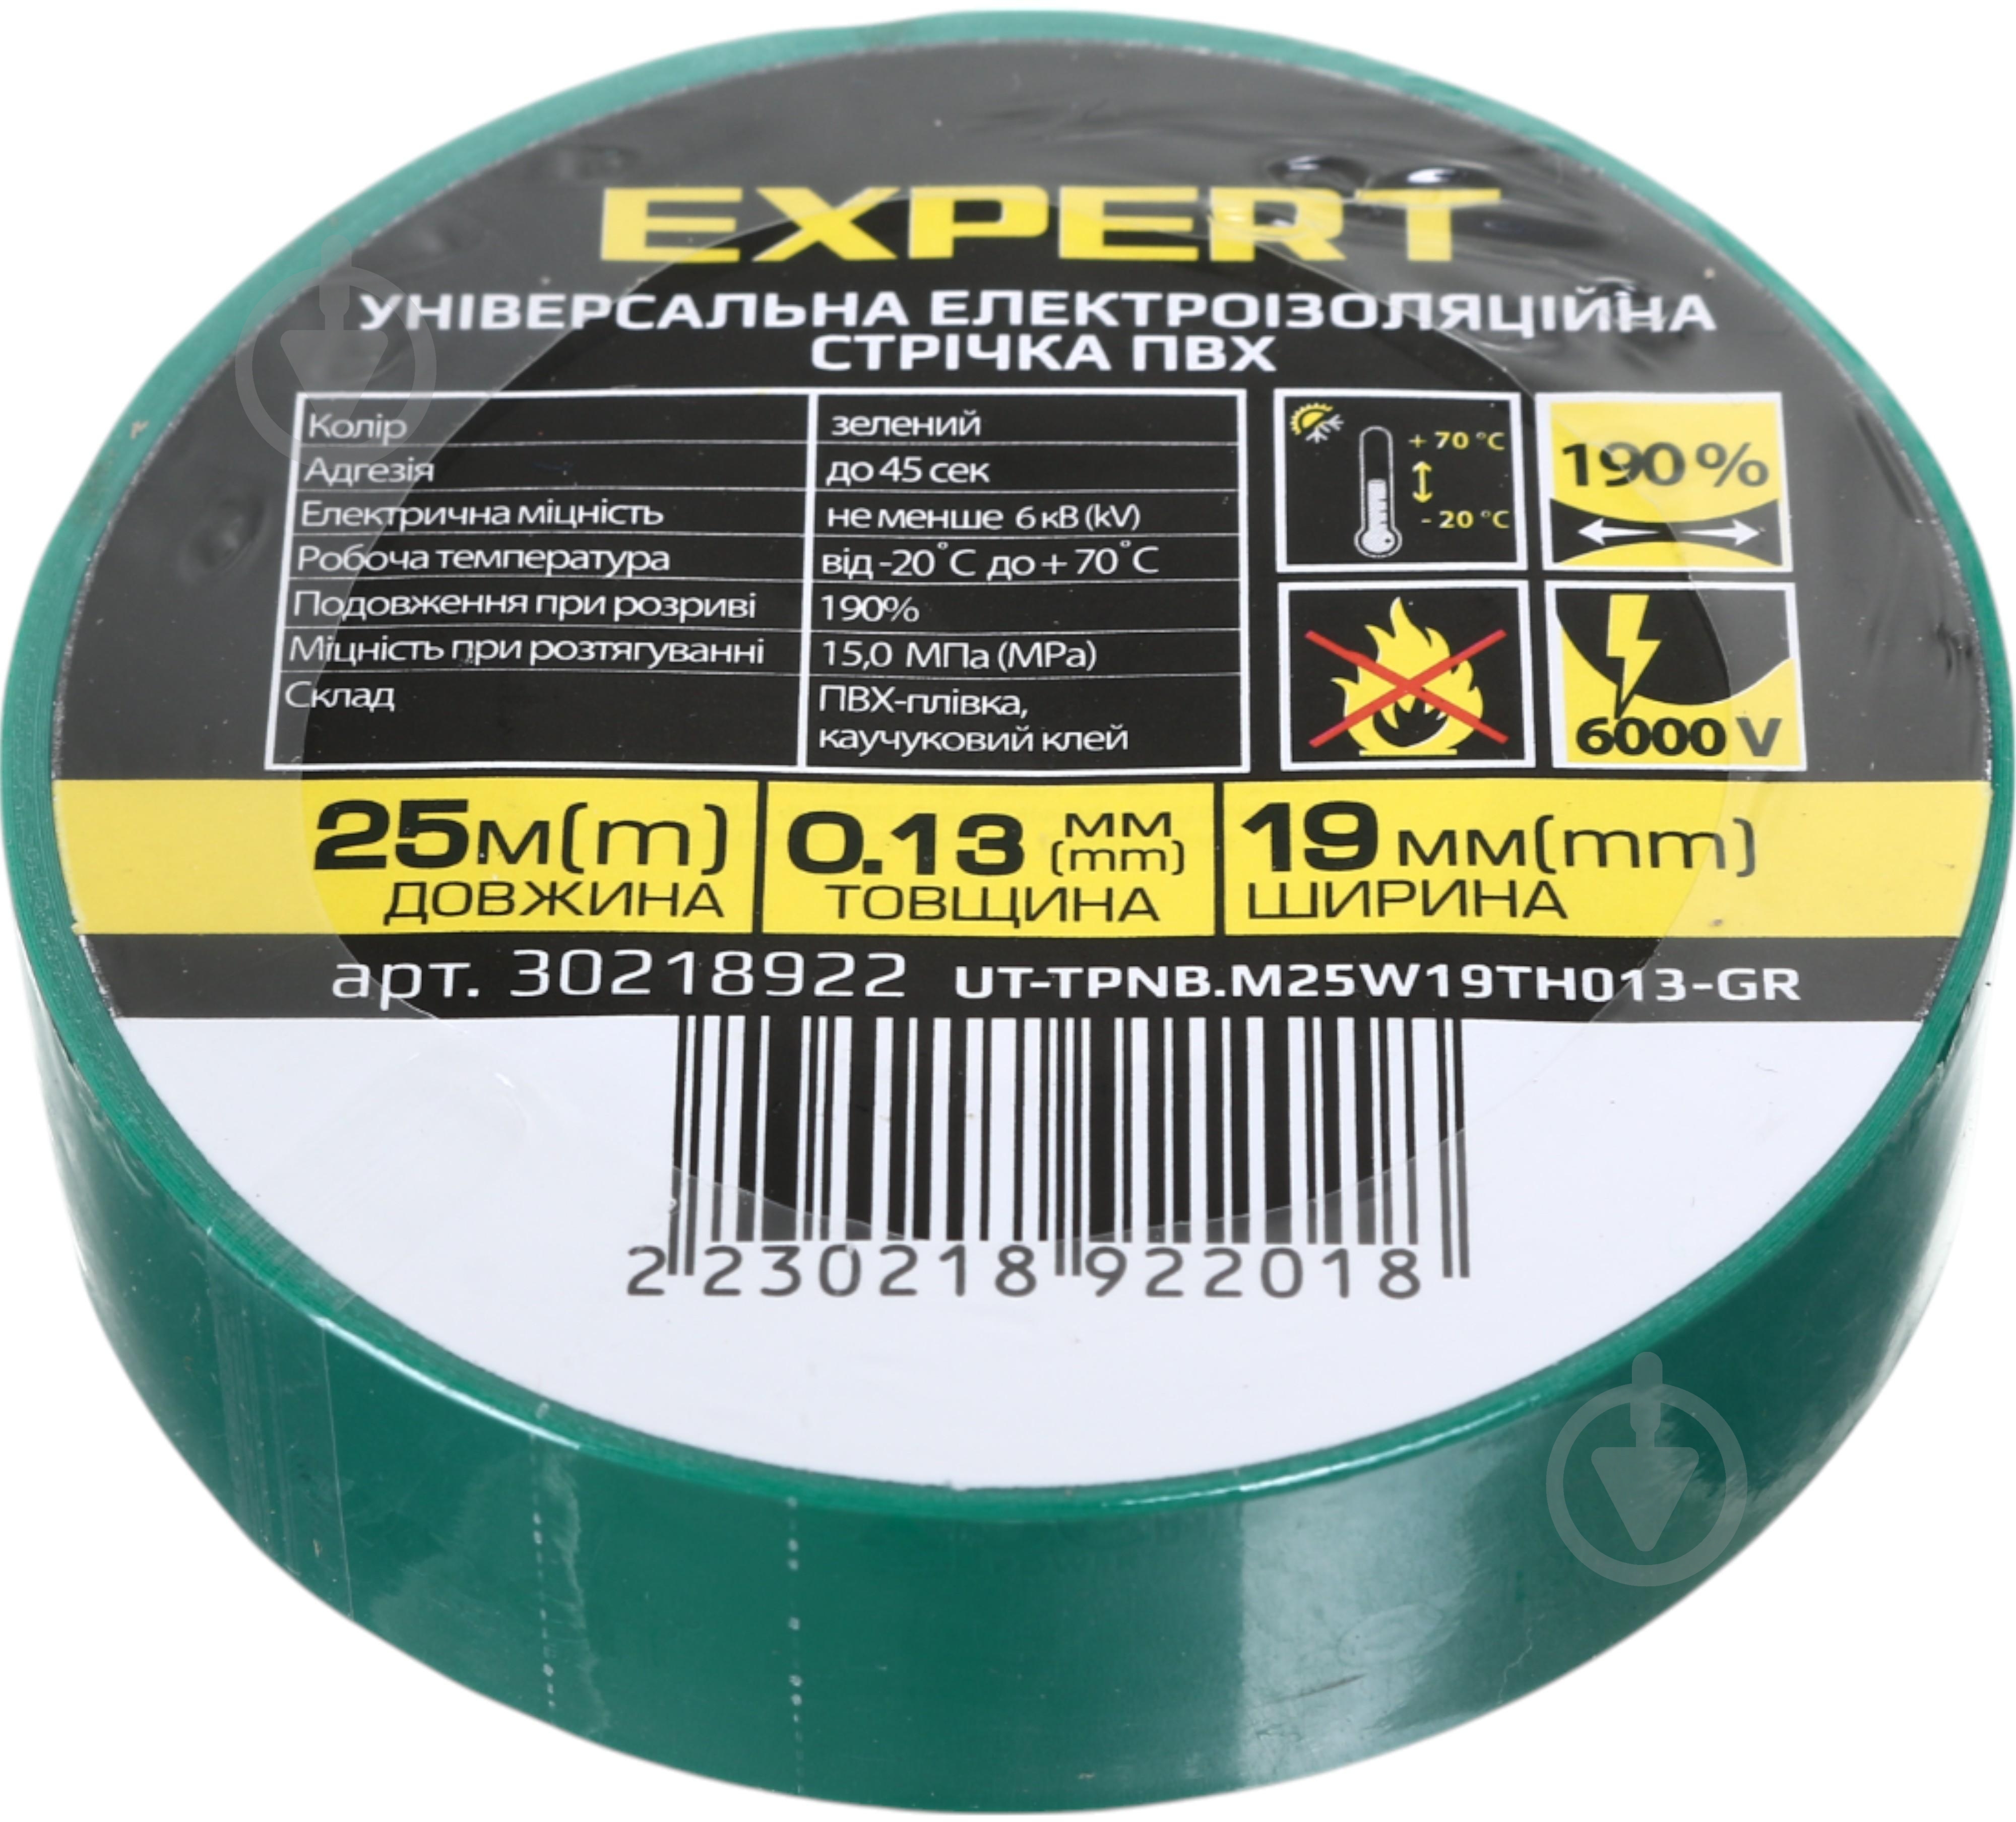 EXPERT
УНІВЕРСАЛЬНА ЕЛЕКТРОІЗОЛЯЦІЙНА
СТРІЧКА ПВХ
Колір зелений
Адгезія до 45 сек
Електрична міцність не менше 6 кВ (kV)
Робоча температура від -20°C до +70°C
Подовження при розриві 190%
Міцність при розтягуванні 15,0 МПа (MPa)
Склад ПВХ-плівка,
каучуковий клей
+ 70 °C
- 20 °C
190%
6000 V
25м(m) 0.13 мм (mm) 19 мм(mm)
ДОВЖИНА ТОВЩИНА ШИРИНА
арт. 30218922 UT-TPNB.M25W19TH013-GR
2 230218 922018